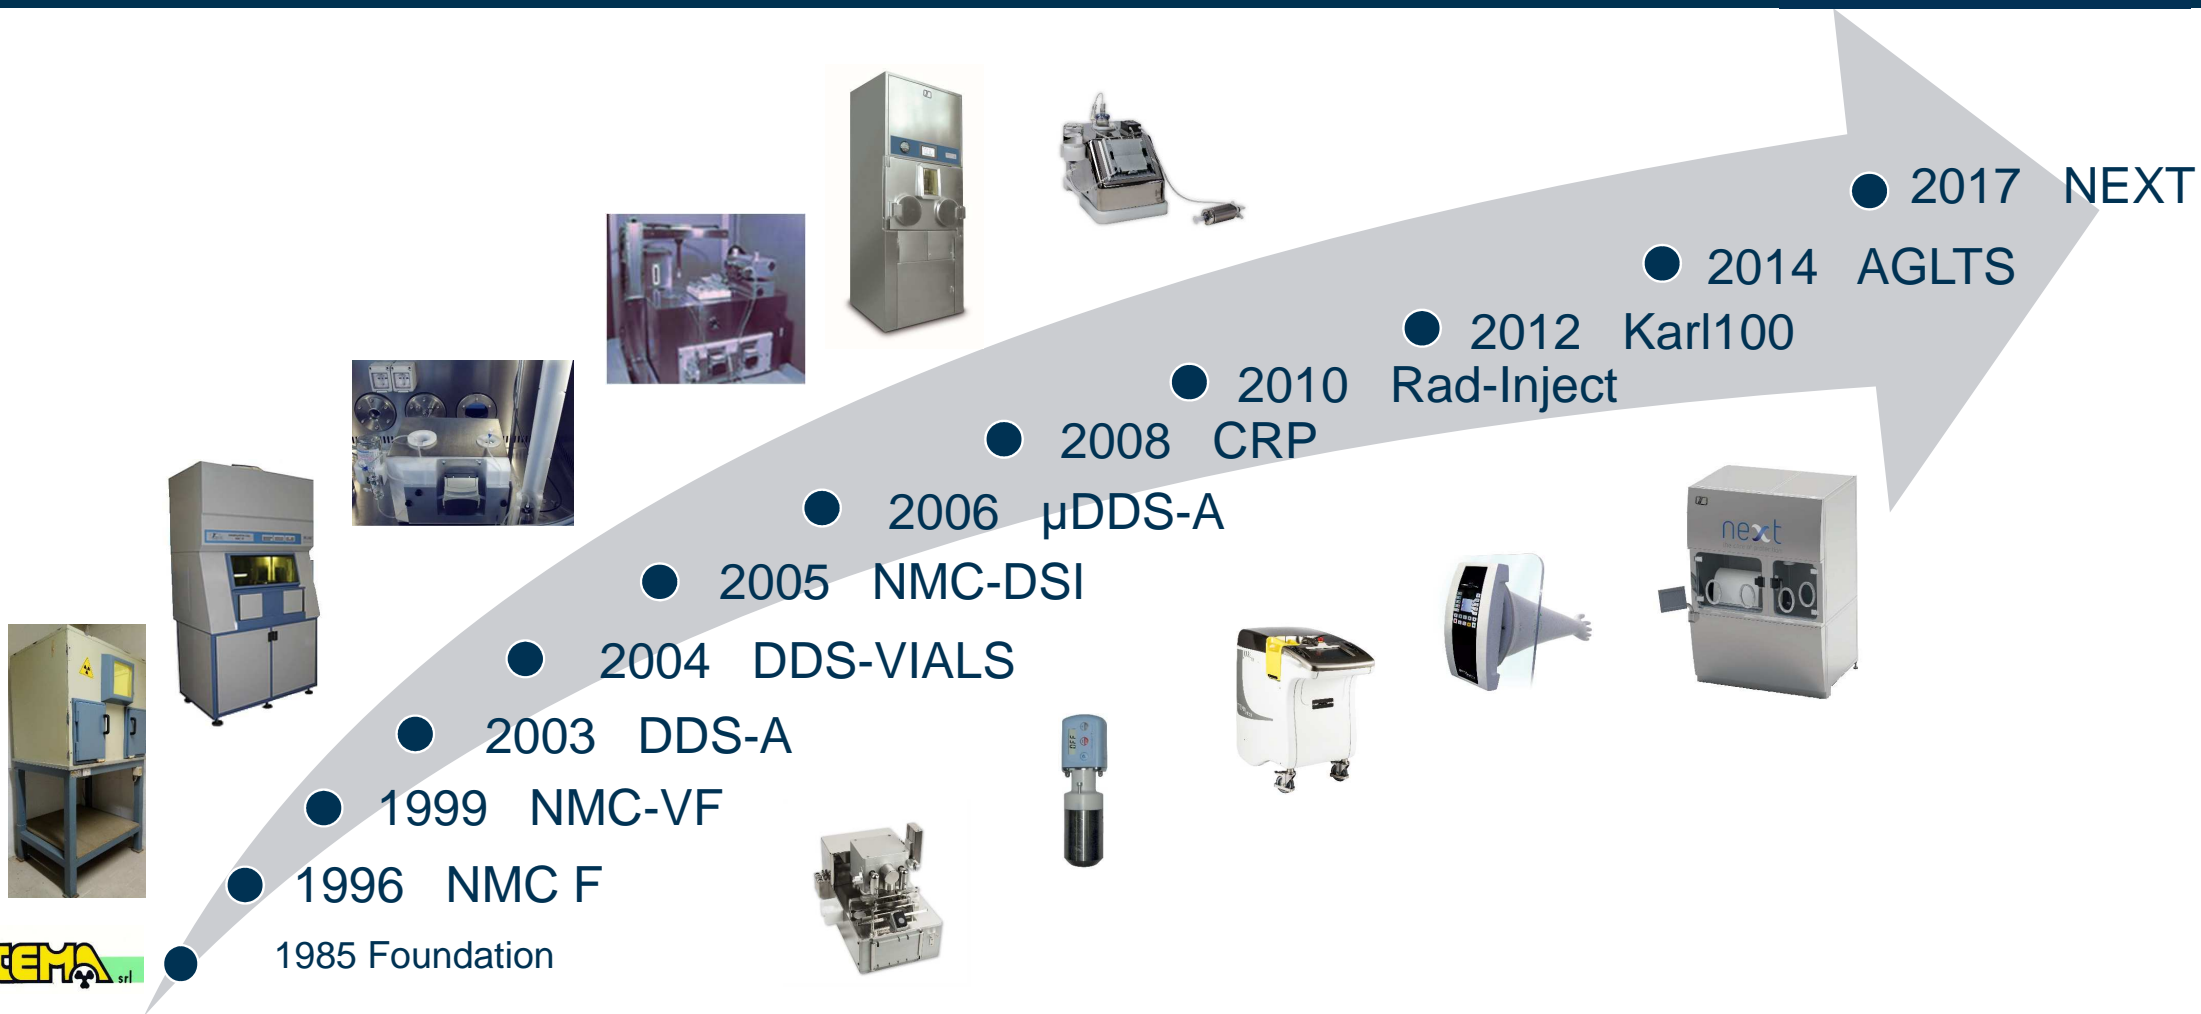 2017 NEXT
2014 AGLTS
2012 Karl100
2010 Rad-Inject
2008 CRP
2006 µDDS-A
2005 NMC-DSI
2004 DDS-VIALS
2003 DDS-A
1999 NMC-VF
1996 NMC F
1985 Foundation
srl
next
OFF